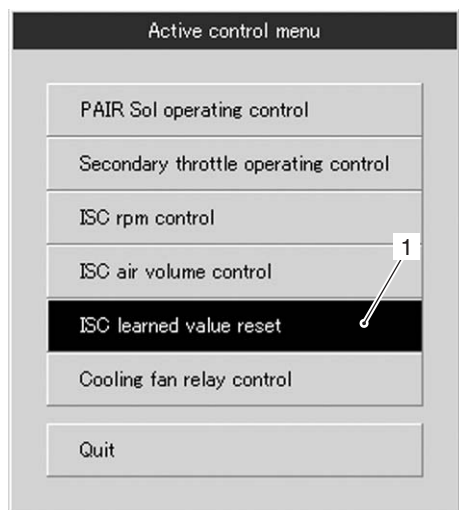 Active control menu
PAIR Sol operating control
Secondary throttle operating control
ISC rpm control
1
ISC air volume control
ISC learned value reset
Cooling fan relay control
Quit